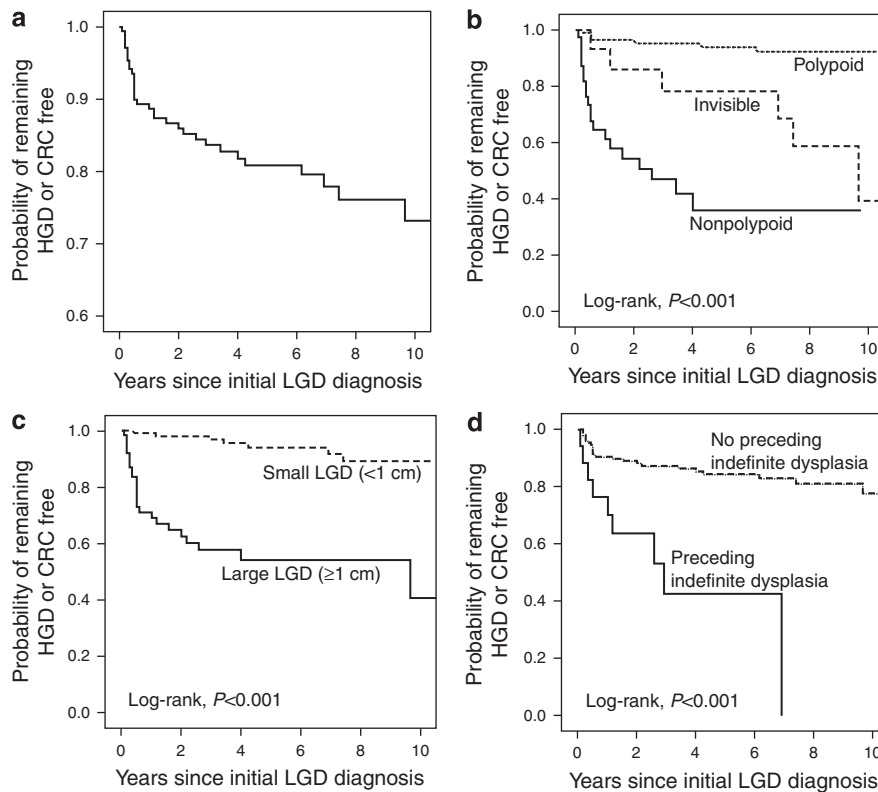 a
Probability of remaining
HGD or CRC free
1.0
0.9
0.8
0.7
0.6
0
2
4
6
8
10
Years since initial LGD diagnosis
b
Probability of remaining
HGD or CRC free
1.0
0.8
0.6
0.4
0.2
0.0
Polypoid
Invisible
Nonpolypoid
Log-rank, P<0.001
0
2
4
6
8
10
Years since initial LGD diagnosis
c
Probability of remaining
HGD or CRC free
1.0
0.8
0.6
0.4
0.2
0.0
Small LGD (<1 cm)
Large LGD (≥1 cm)
Log-rank, P<0.001
0
2
4
6
8
10
Years since initial LGD diagnosis
d
Probability of remaining
HGD or CRC free
1.0
0.8
0.6
0.4
0.2
0.0
No preceding
indefinite dysplasia
Preceding
indefinite dysplasia
Log-rank, P<0.001
0
2
4
6
8
10
Years since initial LGD diagnosis